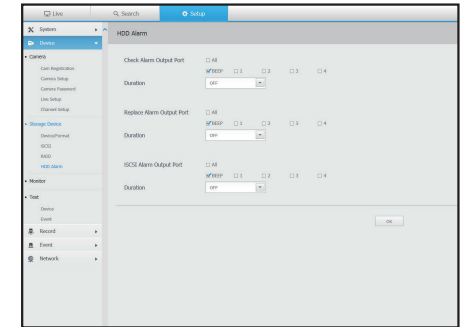 Live
Search
Setup
System
Device
Camera
Cam Registration
Camera Setup
Camera Password
Live Setup
Channel Setup
Storage Device
Device/Format
iSCSI
RAID
HDD Alarm
Monitor
Text
Device
Event
Record
Event
Network
HDD Alarm
Check Alarm Output Port
All
BEEP 1 2 3 4
Duration
OFF
Replace Alarm Output Port
All
BEEP 1 2 3 4
Duration
OFF
iSCSI Alarm Output Port
All
BEEP 1 2 3 4
Duration
OFF
OK